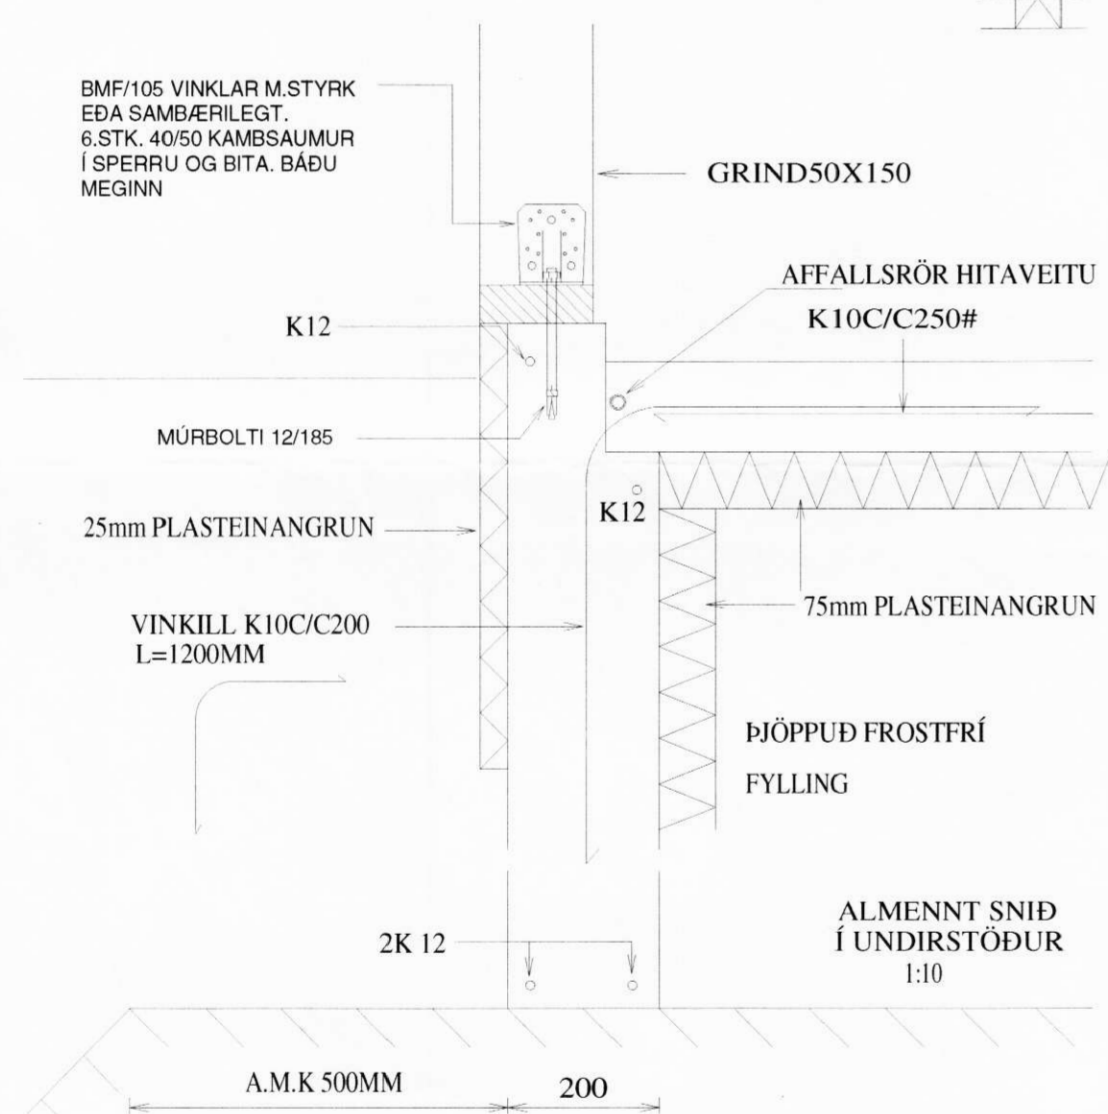 BMF/105 VINKLAR M.STYRK
EÐA SAMBÆRILEGT.
6.STK. 40/50 KAMBSAUMUR
Í SPERRU OG BITA. BÁÐU
MEGINN
GRIND50X150
AFFALLSRÖR HITAVEITU
K10C/C250#
K12
MÚRBOLTI 12/185
K12
25mm PLASTEINANGRUN
75mm PLASTEINANGRUN
VINKILL K10C/C200
L=1200MM
ÞJÖPPUÐ FROSTFRÍ
FYLLING
ALMENNT SNIÐ
Í UNDIRSTÖÐUR
1:10
2K 12
A.M.K 500MM
200